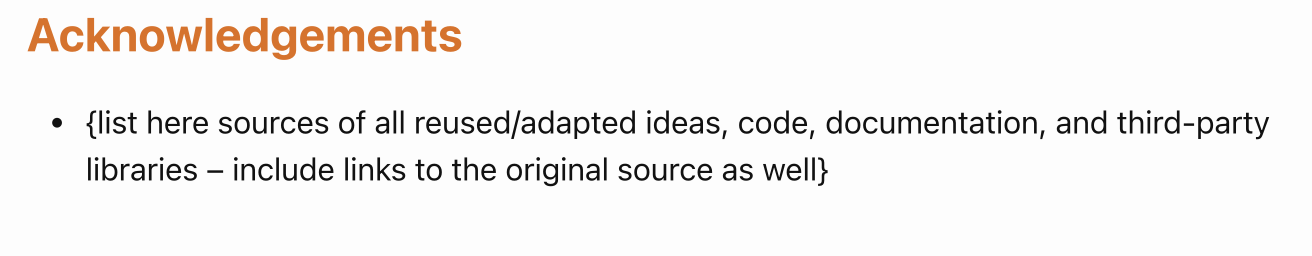 Acknowledgements
• {list here sources of all reused/adapted ideas, code, documentation, and third-party
libraries – include links to the original source as well}